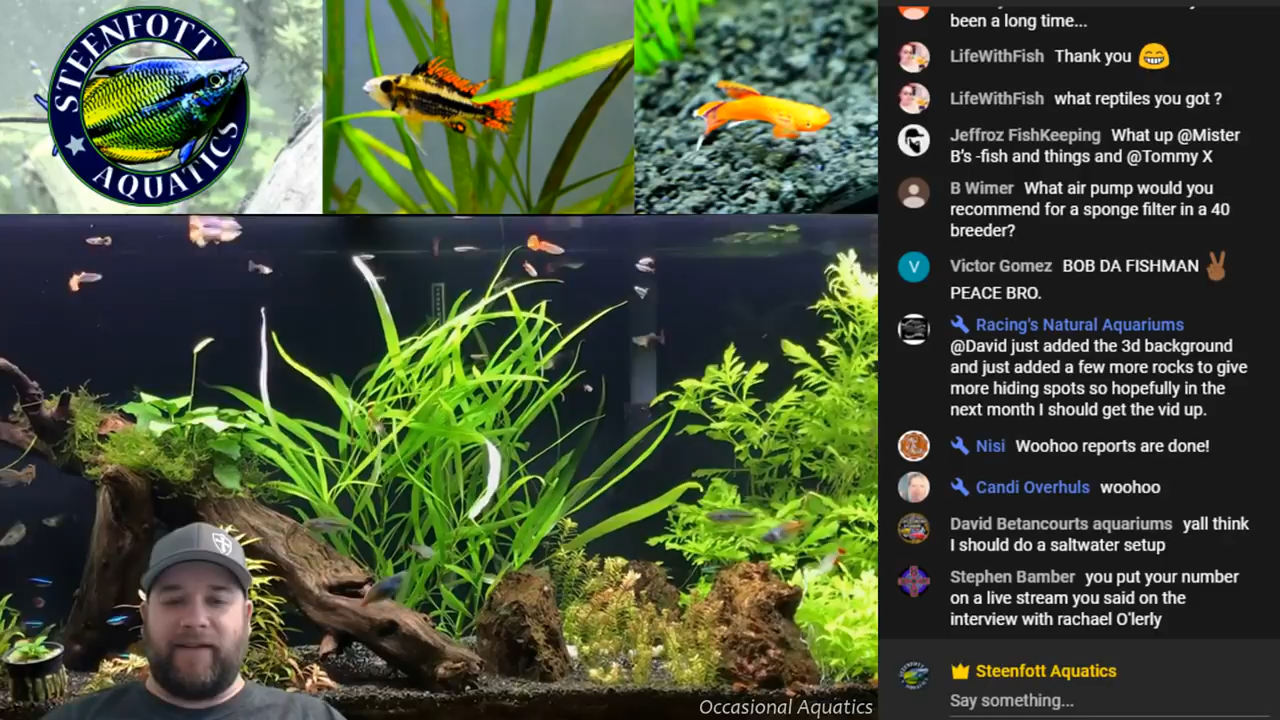 STEENFOTT
AQUATICS
Occasional Aquatics
been a long time...
LifeWithFish Thank you 😁
LifeWithFish what reptiles you got ?
Jeffroz FishKeeping What up @Mister
B's -fish and things and @Tommy X
B Wimer What air pump would you
recommend for a sponge filter in a 40
breeder?
V Victor Gomez BOB DA FISHMAN ✌🏾
PEACE BRO.
Racing's Natural Aquariums
@David just added the 3d background
and just added a few more rocks to give
more hiding spots so hopefully in the
next month I should get the vid up.
Nisi Woohoo reports are done!
Candi Overhuls woohoo
David Betancourts aquariums yall think
I should do a saltwater setup
Stephen Bamber you put your number
on a live stream you said on the
interview with rachael O'lerly
Steenfott Aquatics
Say something...